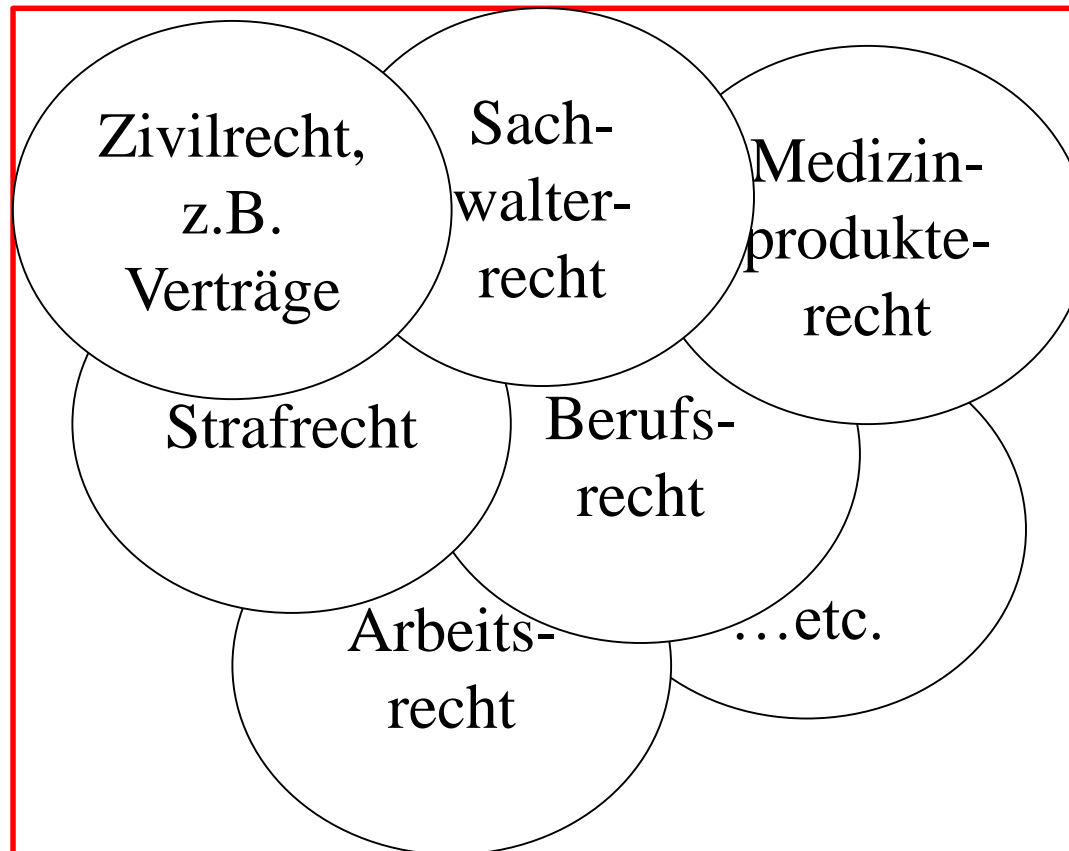 Zivilrecht,
z.B.
Verträge
Sach-
walter-
recht
Medizin-
produkte-
recht
Strafrecht
Berufs-
recht
Arbeits-
recht
…etc.